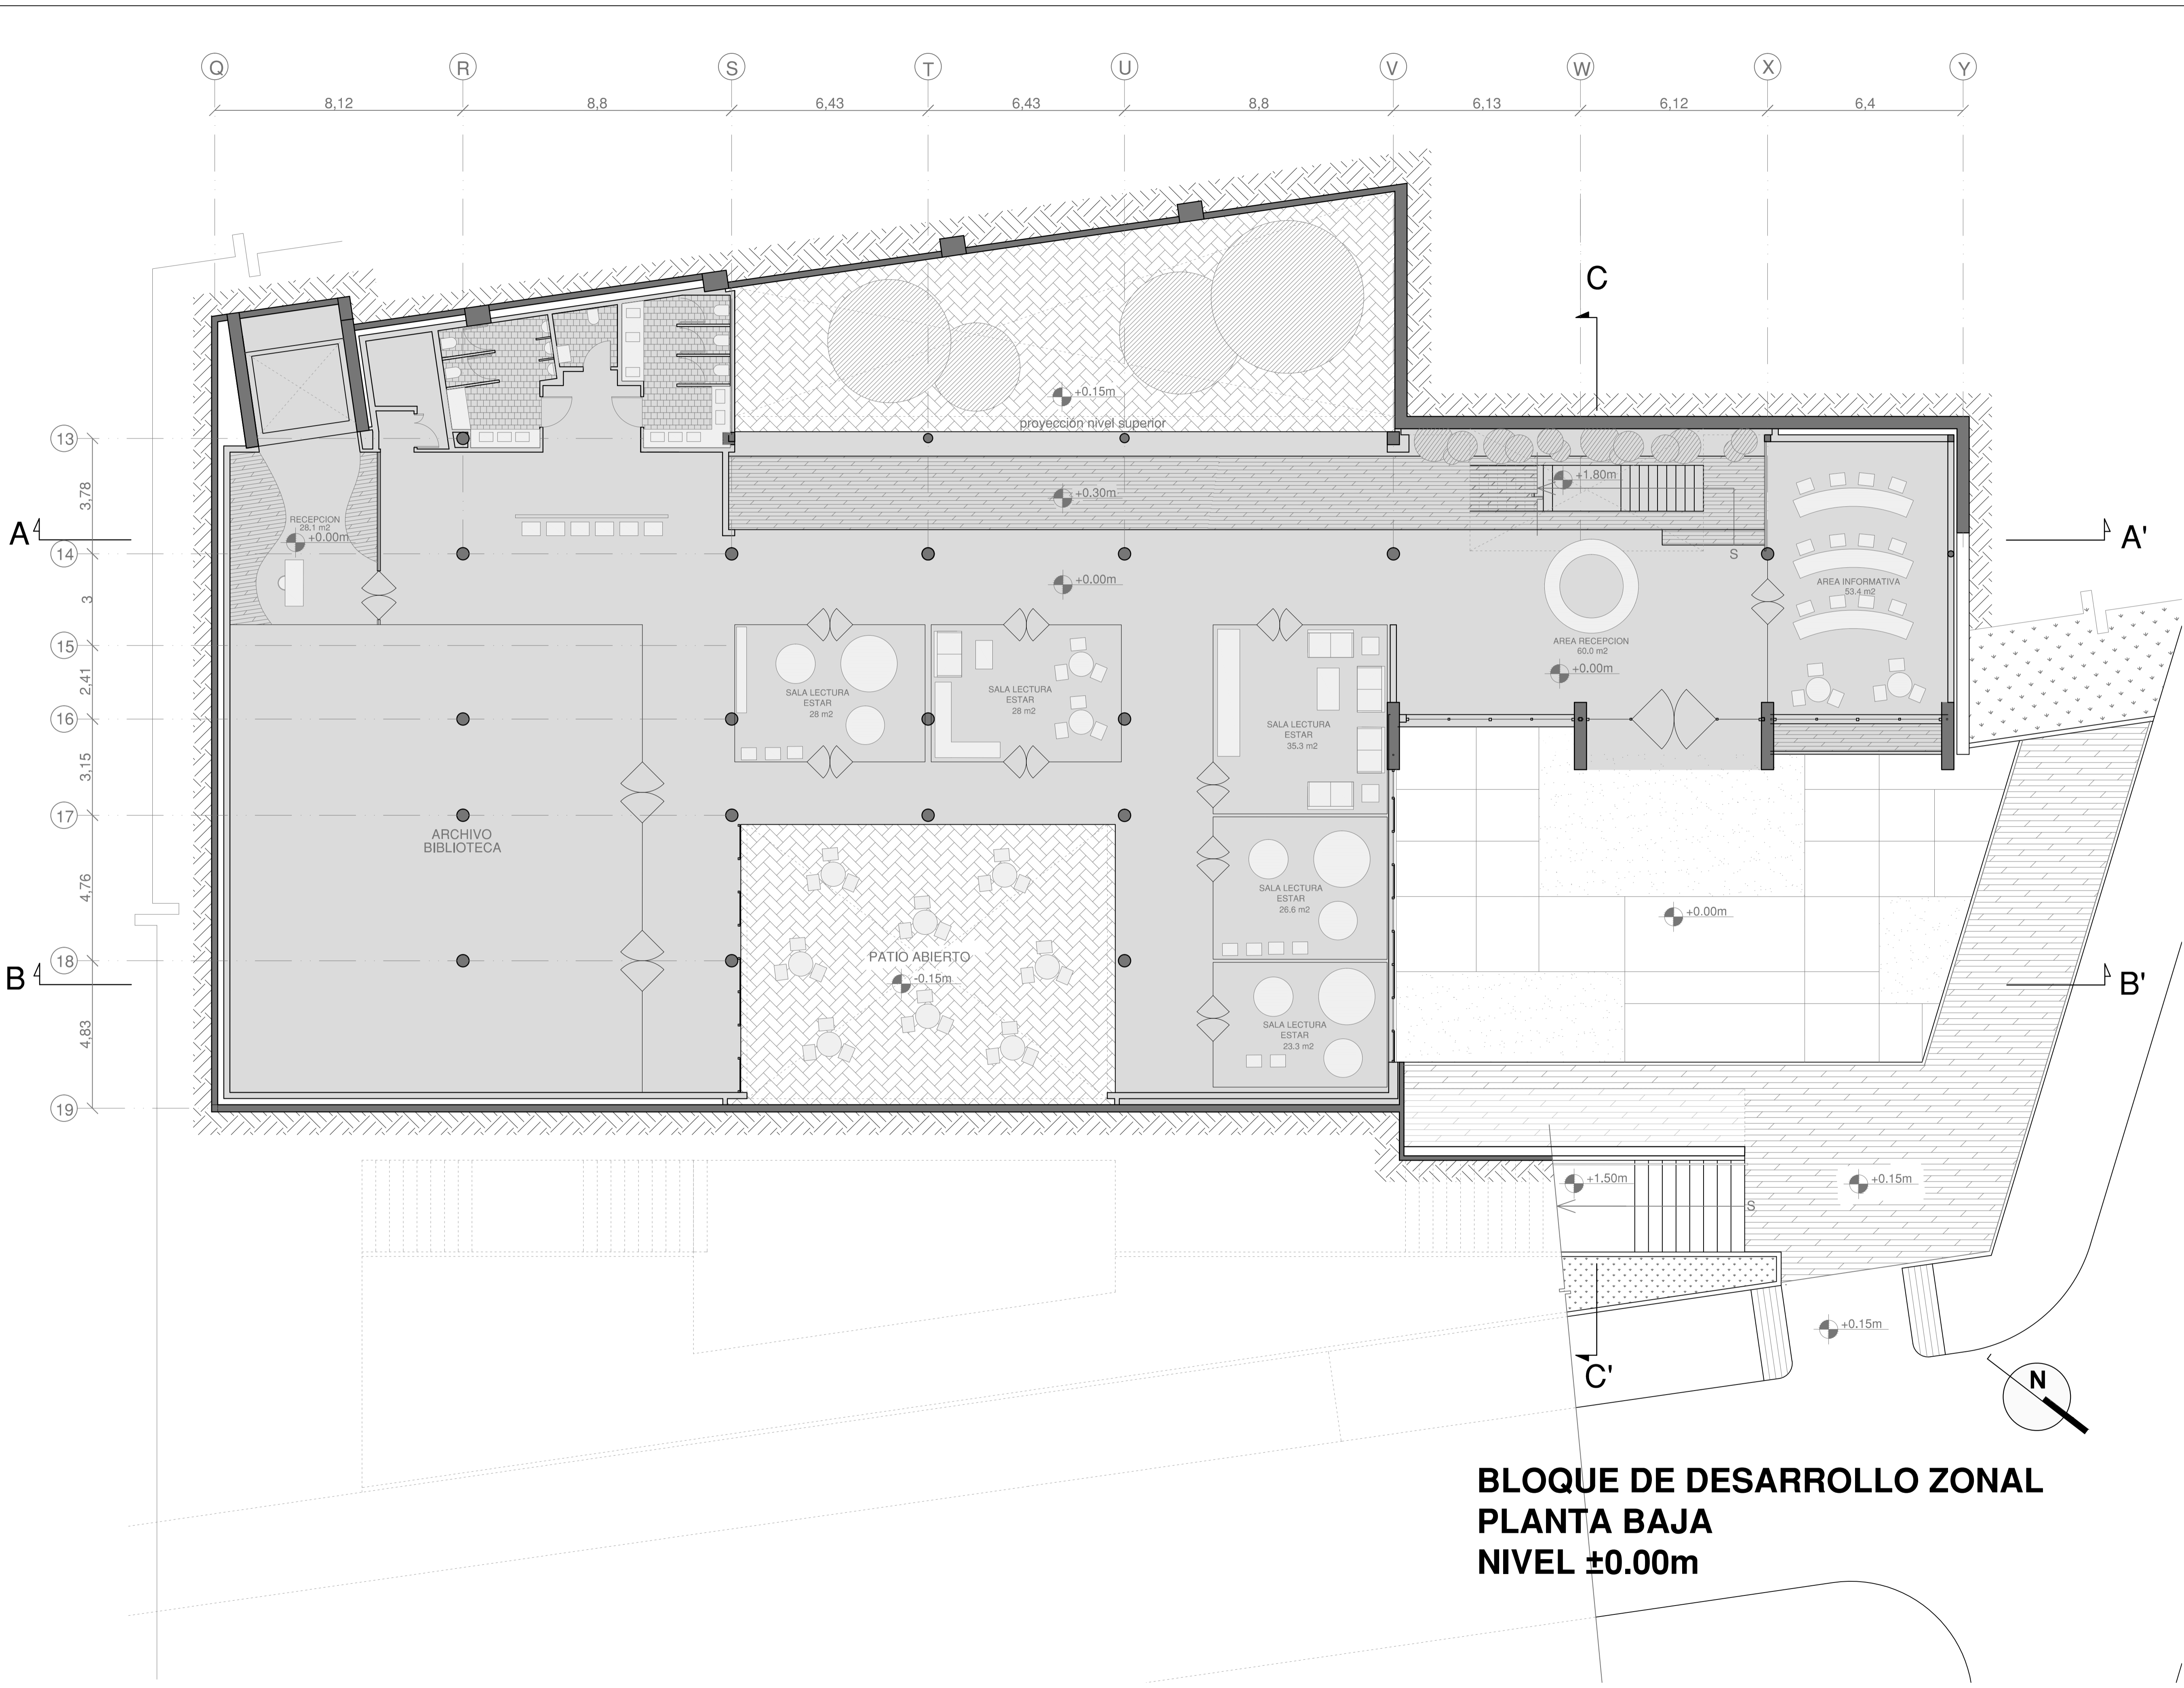 Q R S T U V W X Y
8,12 8,8 6,43 6,43 8,8 6,13 6,12 6,4
C
+0.15m
proyección nivel superior
13
3,78
+1.80m
+0.30m
RECEPCION
28.1 m2
+0.00m
A
A'
14
S
+0.00m
AREA INFORMATIVA
53.4 m2
3
15
AREA RECEPCION
60.0 m2
+0.00m
2,41
SALA LECTURA
ESTAR
28 m2
SALA LECTURA
ESTAR
28 m2
16
SALA LECTURA
ESTAR
35.3 m2
3,15
17
ARCHIVO
BIBLIOTECA
4,76
SALA LECTURA
ESTAR
26.6 m2
+0.00m
PATIO ABIERTO
-0.15m
18
B
B'
4,83
SALA LECTURA
ESTAR
23.3 m2
19
+1.50m
+0.15m
S
+0.15m
C'
N
BLOQUE DE DESARROLLO ZONAL
PLANTA BAJA
NIVEL ±0.00m